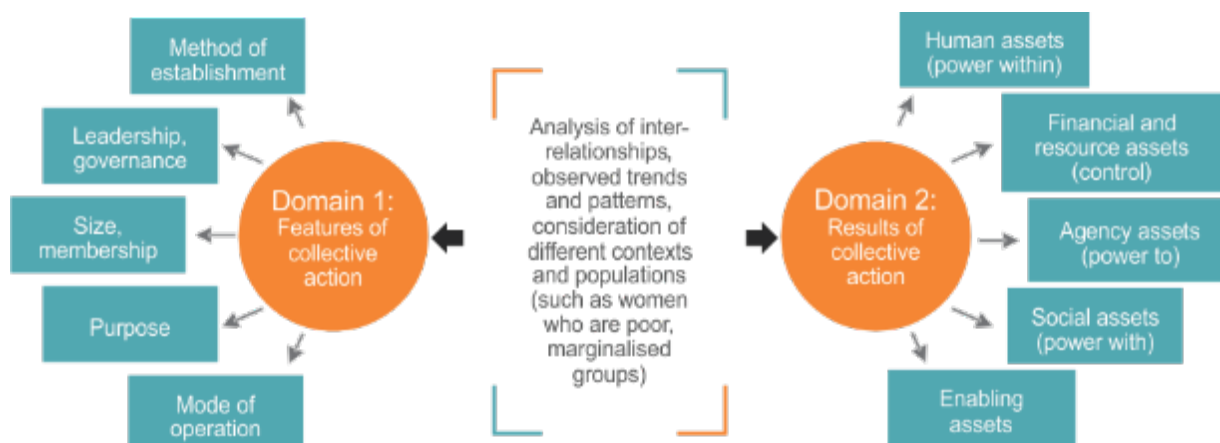 Method of
establishment
Leadership,
governance
Size,
membership
Purpose
Mode of
operation
Domain 1:
Features of
collective
action
Analysis of inter-
relationships,
observed trends
and patterns,
consideration of
different contexts
and populations
(such as women
who are poor,
marginalised
groups)
Domain 2:
Results of
collective
action
Human assets
(power within)
Financial and
resource assets
(control)
Agency assets
(power to)
Social assets
(power with)
Enabling
assets